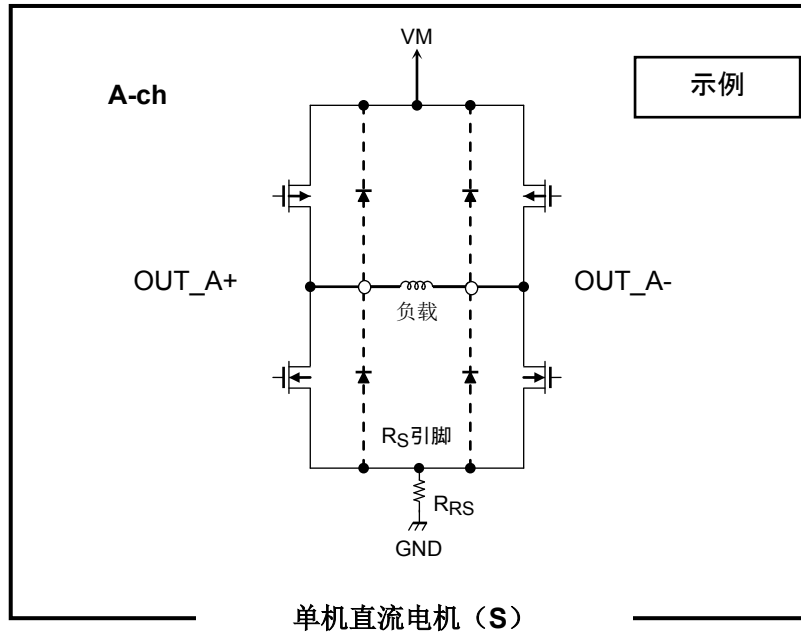 VM
A-ch
示例
OUT_A+
OUT_A-
负载
RS引脚
RRS
GND
单机直流电机（S）